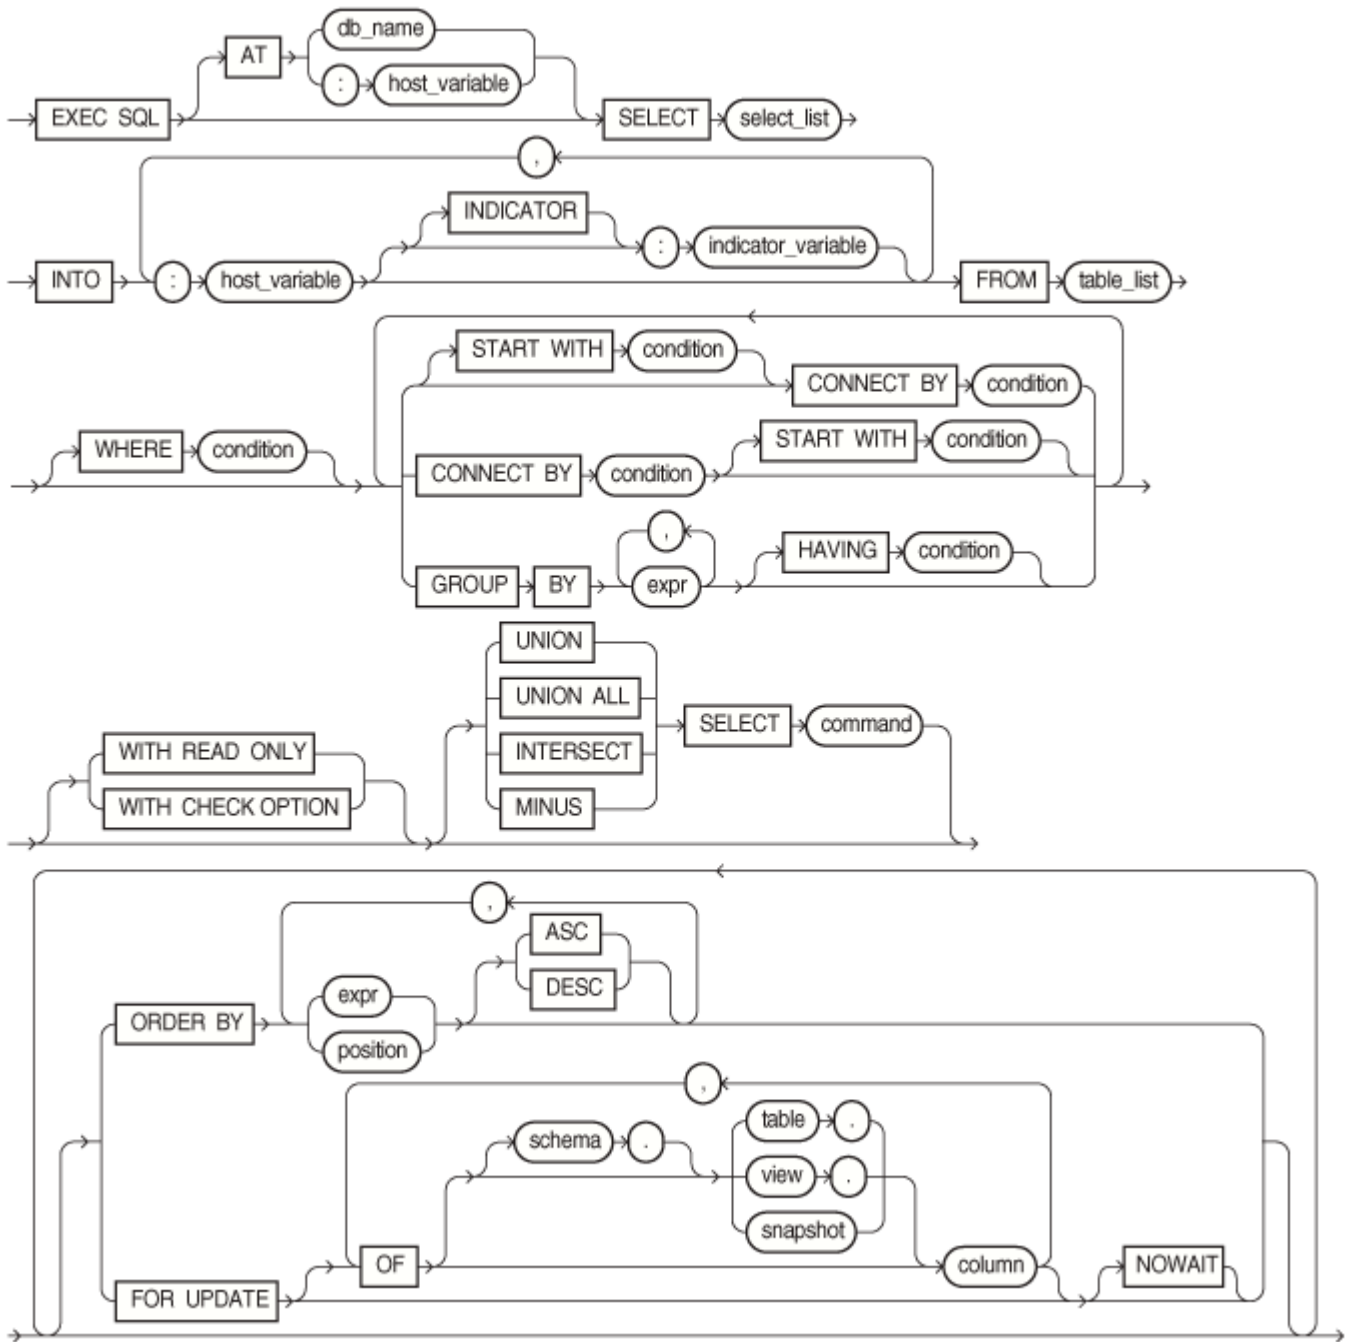 db_name
AT
: host_variable
EXEC SQL SELECT select_list
,
INDICATOR
: indicator_variable
INTO : host_variable FROM table_list
START WITH condition
CONNECT BY condition
WHERE condition START WITH condition
CONNECT BY condition
,
HAVING condition
GROUP BY expr
UNION
UNION ALL
SELECT command
WITH READ ONLY INTERSECT
WITH CHECK OPTION MINUS
,
ASC
DESC
expr
ORDER BY
position
,
table .
schema .
view .
snapshot
OF column NOWAIT
FOR UPDATE